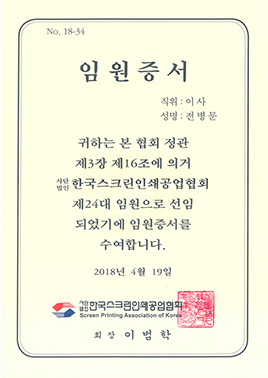 No. 18-34
임원증서
직위 : 이사
성명 : 전병문
귀하는 본 협회 정관
제3장 제16조에 의거
사단법인 한국스크린인쇄공업협회
제24대 임원으로 선임
되었기에 임원증서를
수여합니다.
2018년 4월 19일
사단법인 한국스크린인쇄공업협회
Screen Printing Association of Korea
회장 이범학